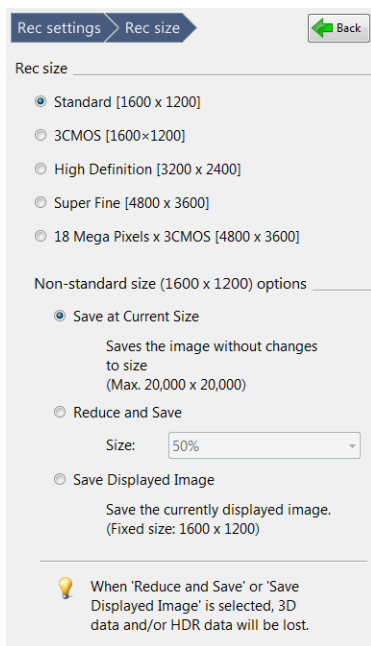 Rec settings Rec size Back
Rec size
Standard [1600 x 1200]
3CMOS [1600×1200]
High Definition [3200 x 2400]
Super Fine [4800 x 3600]
18 Mega Pixels x 3CMOS [4800 x 3600]
Non-standard size (1600 x 1200) options
Save at Current Size
Saves the image without changes
to size
(Max. 20,000 x 20,000)
Reduce and Save
Size: 50%
Save Displayed Image
Save the currently displayed image.
(Fixed size: 1600 x 1200)
When 'Reduce and Save' or 'Save
Displayed Image' is selected, 3D
data and/or HDR data will be lost.